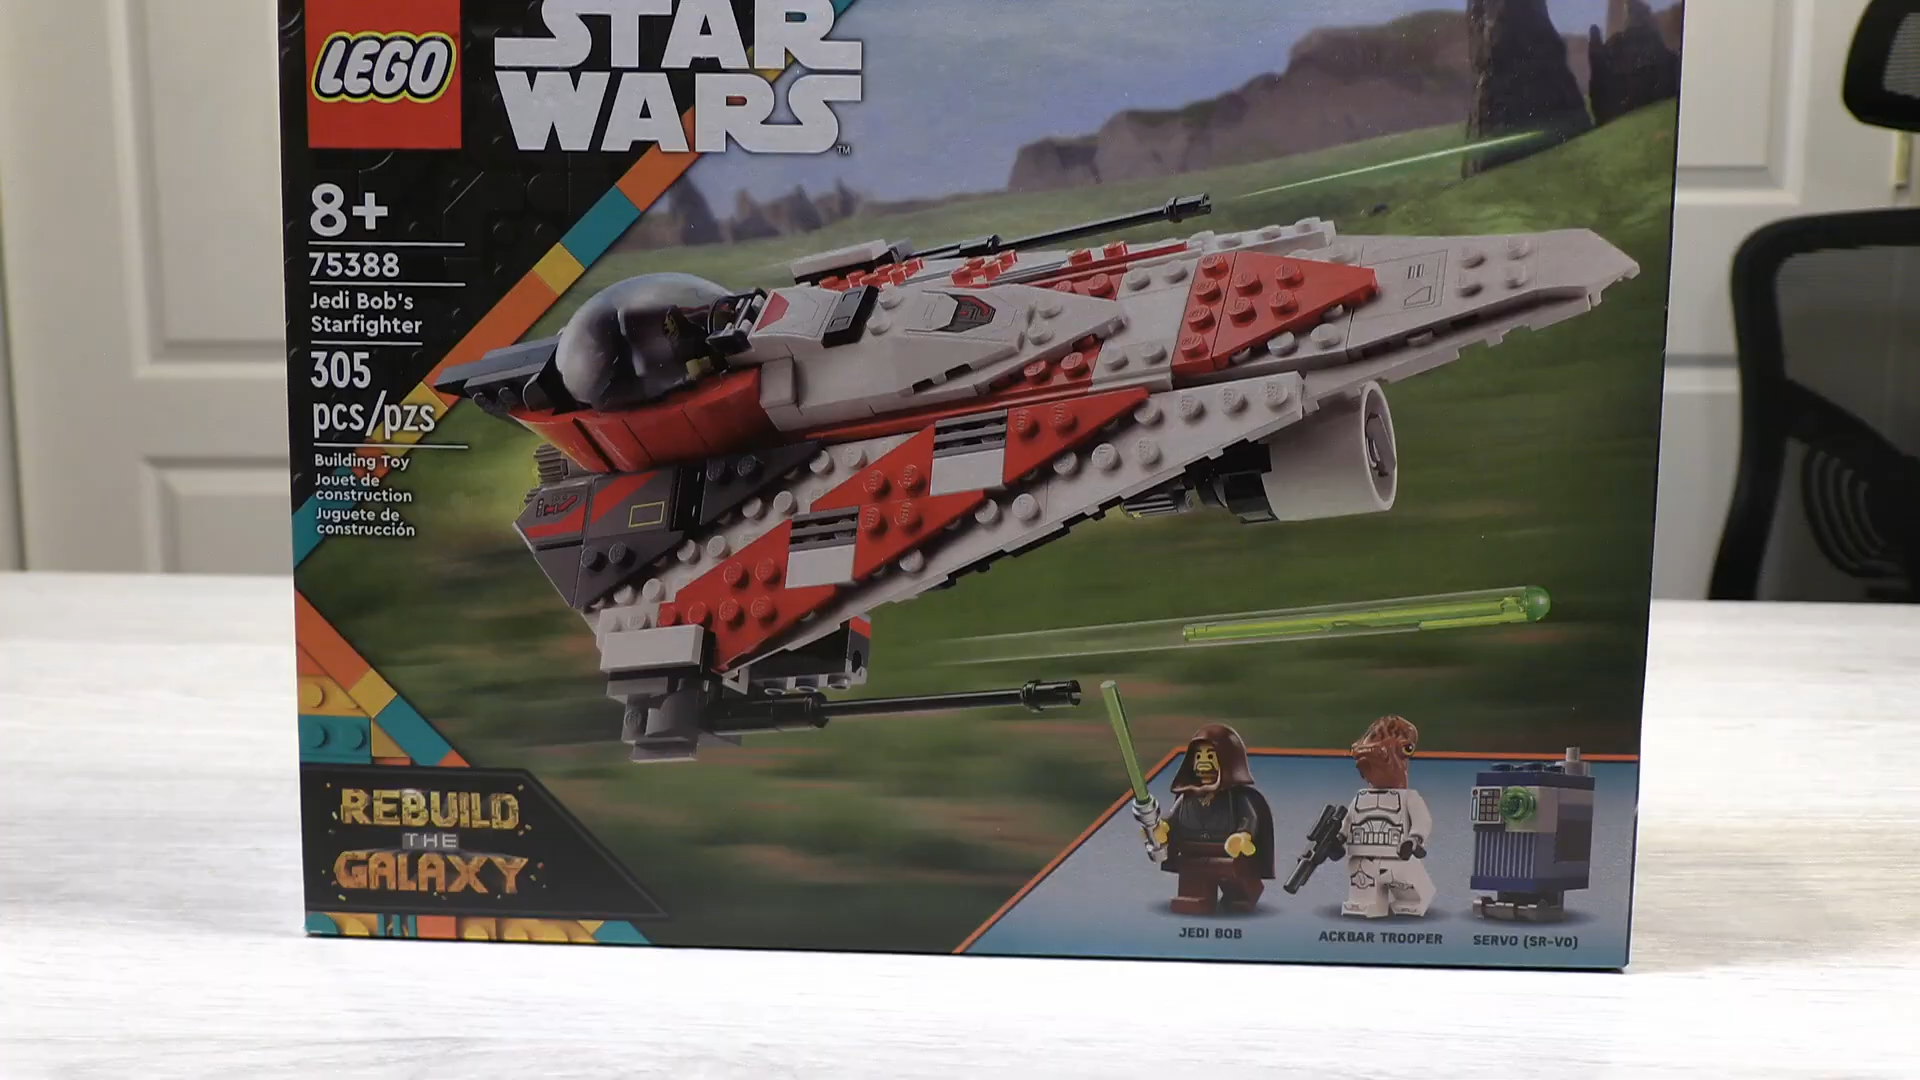 LEGO
STAR
WARS™
8+
75388
Jedi Bob's
Starfighter
305
pcs/pzs
Building Toy
Jouet de
construction
Juguete de
construcción
REBUILD
THE
GALAXY
JEDI BOB
ACKBAR TROOPER
SERVO (SR-V0)